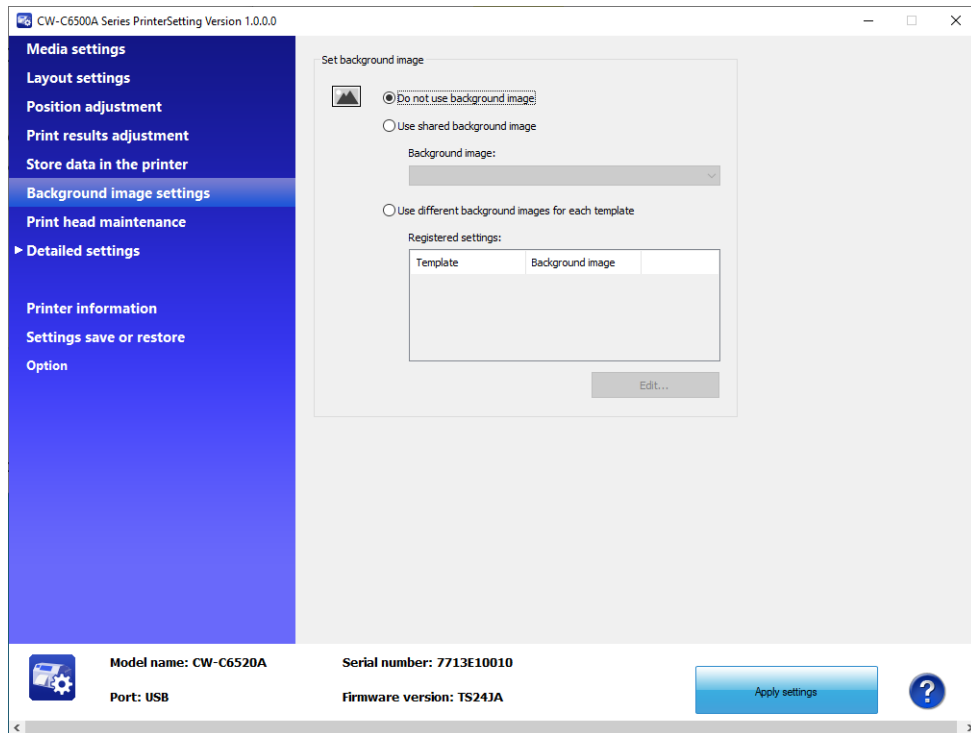 CW-C6500A Series PrinterSetting Version 1.0.0.0
Media settings
Layout settings
Position adjustment
Print results adjustment
Store data in the printer
Background image settings
Print head maintenance
Detailed settings
Printer information
Settings save or restore
Option
Set background image
Do not use background image
Use shared background image
Background image:
Use different background images for each template
Registered settings:
Template Background image
Edit...
Model name: CW-C6520A Serial number: 7713E10010
Port: USB Firmware version: TS24JA
Apply settings
?